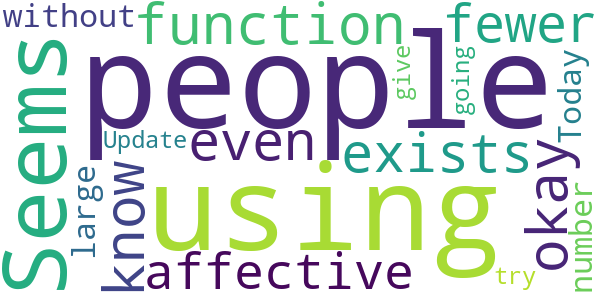 without
function
fewer
people
give
going
Today
Seems
Update
even
exists
okay
large
know
using
number
affective
try